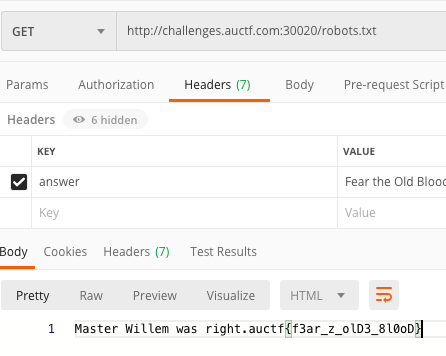 GET http://challenges.auctf.com:30020/robots.txt
Params Authorization Headers (7) Body Pre-request Script
Headers 6 hidden
KEY VALUE
answer Fear the Old Blood
Key Value
Body Cookies Headers (7) Test Results
Pretty Raw Preview Visualize HTML
1 Master Willem was right.auctf{f3ar_z_olD3_8l0oD}